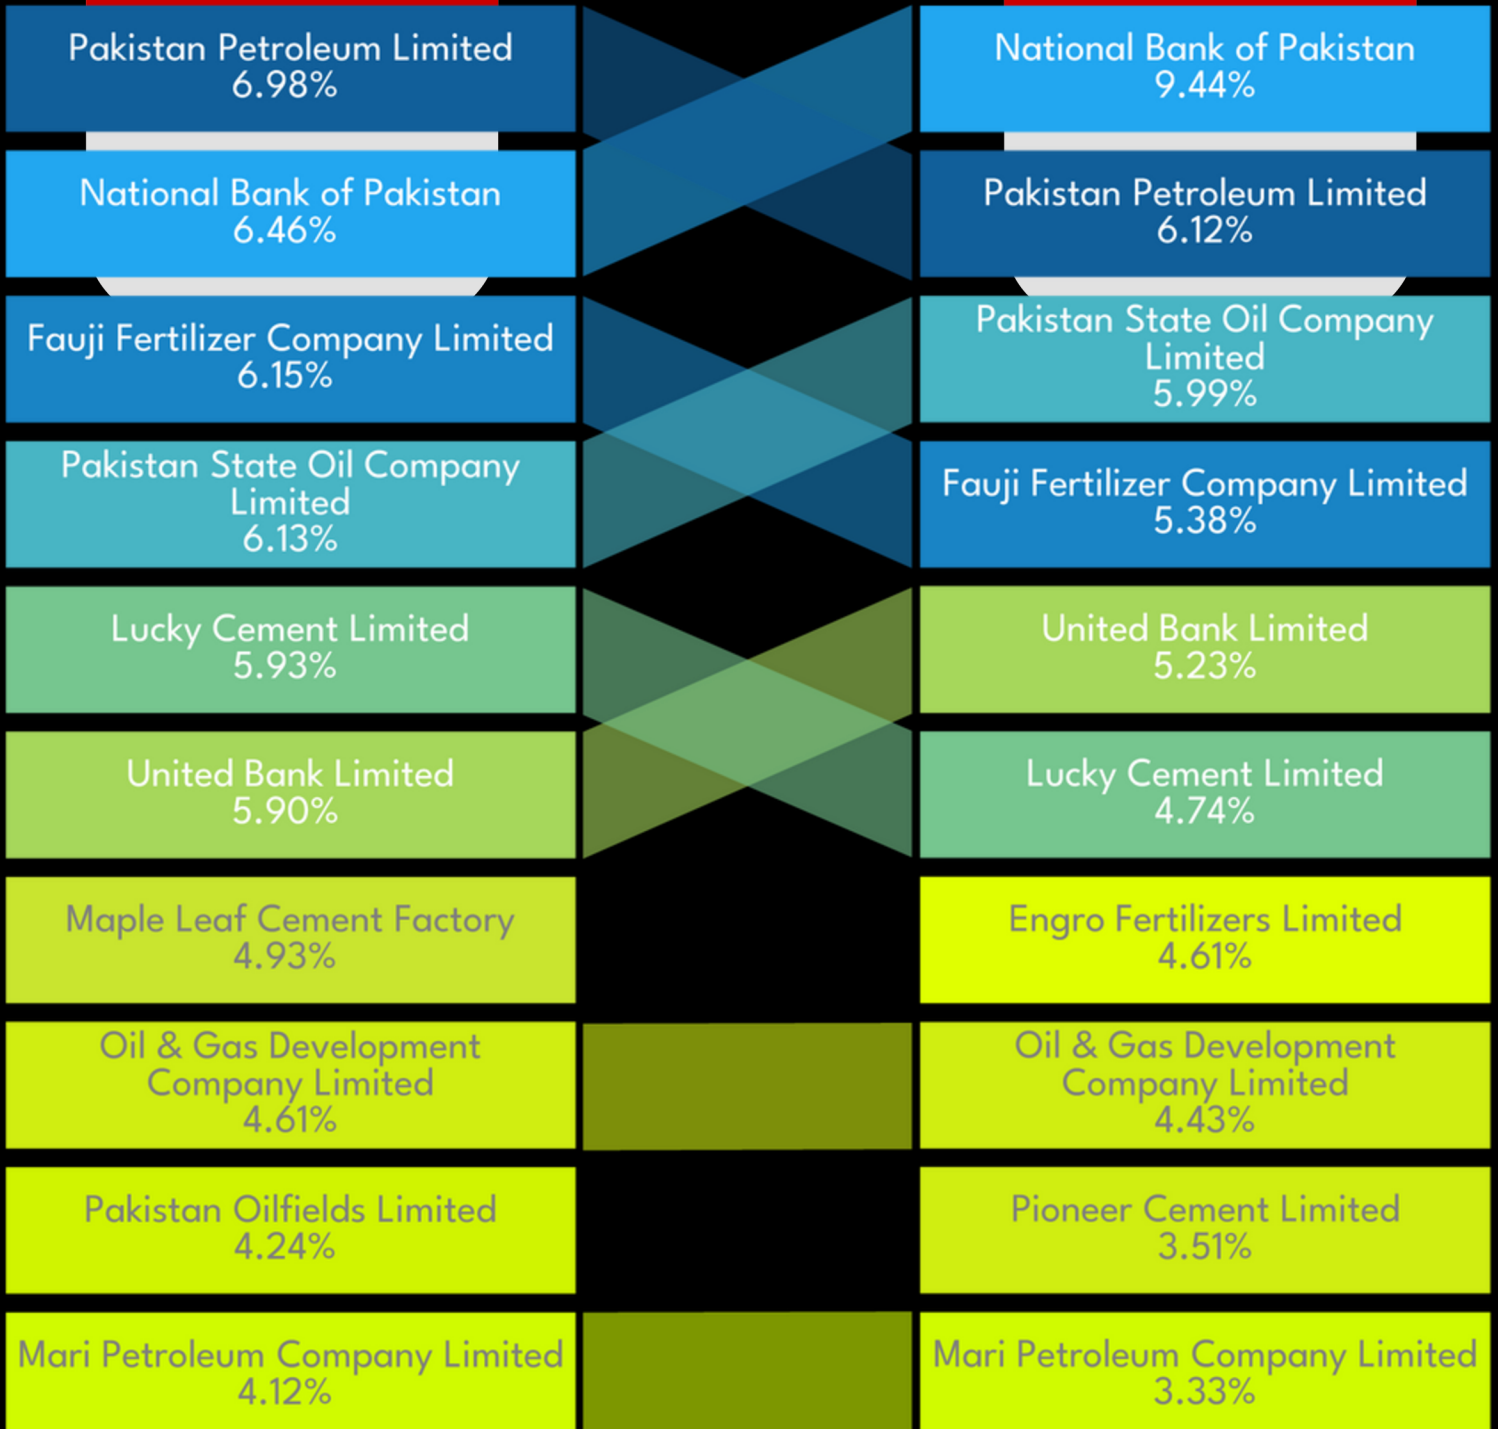 Pakistan Petroleum Limited
6.98%
National Bank of Pakistan
6.46%
Fauji Fertilizer Company Limited
6.15%
Pakistan State Oil Company
Limited
6.13%
Lucky Cement Limited
5.93%
United Bank Limited
5.90%
Maple Leaf Cement Factory
4.93%
Oil & Gas Development
Company Limited
4.61%
Pakistan Oilfields Limited
4.24%
Mari Petroleum Company Limited
4.12%
National Bank of Pakistan
9.44%
Pakistan Petroleum Limited
6.12%
Pakistan State Oil Company
Limited
5.99%
Fauji Fertilizer Company Limited
5.38%
United Bank Limited
5.23%
Lucky Cement Limited
4.74%
Engro Fertilizers Limited
4.61%
Oil & Gas Development
Company Limited
4.43%
Pioneer Cement Limited
3.51%
Mari Petroleum Company Limited
3.33%